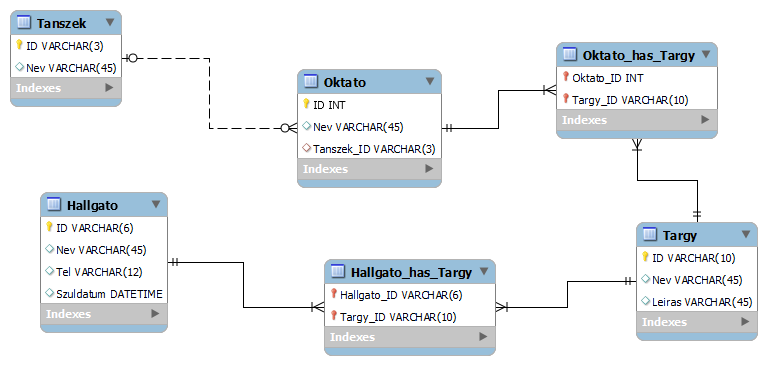 Tanszek
ID VARCHAR(3)
Nev VARCHAR(45)
Indexes
Oktato
ID INT
Nev VARCHAR(45)
Tanszek_ID VARCHAR(3)
Indexes
Oktato_has_Targy
Oktato_ID INT
Targy_ID VARCHAR(10)
Indexes
Hallgato
ID VARCHAR(6)
Nev VARCHAR(45)
Tel VARCHAR(12)
Szuldatum DATETIME
Indexes
Hallgato_has_Targy
Hallgato_ID VARCHAR(6)
Targy_ID VARCHAR(10)
Indexes
Targy
ID VARCHAR(10)
Nev VARCHAR(45)
Leiras VARCHAR(45)
Indexes